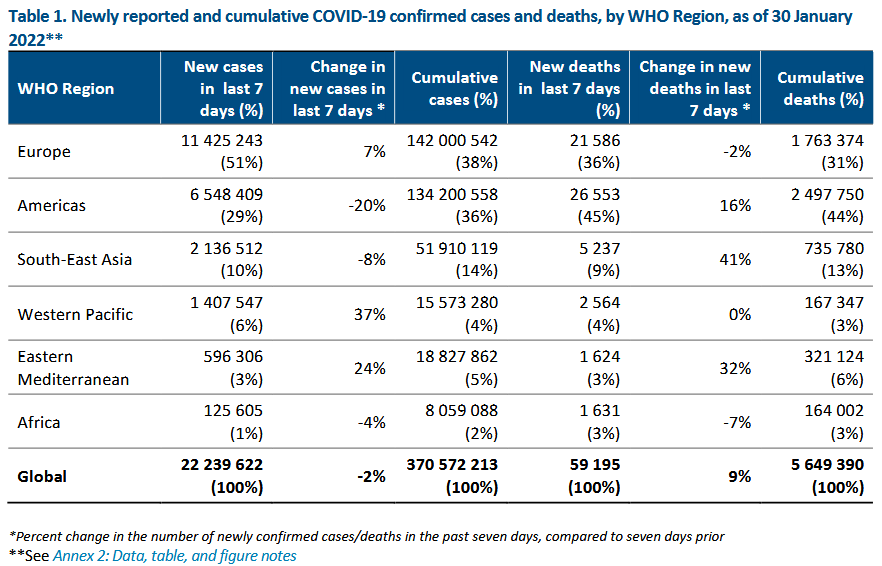 Table 1. Newly reported and cumulative COVID-19 confirmed cases and deaths, by WHO Region, as of 30 January
2022**
WHO Region
New cases
in last 7
days (%)
Change in
new cases in
last 7 days *
Cumulative
cases (%)
New deaths
in last 7 days
(%)
Change in new
deaths in last
7 days *
Cumulative
deaths (%)
Europe
11 425 243
(51%)
7%
142 000 542
(38%)
21 586
(36%)
-2%
1 763 374
(31%)
Americas
6 548 409
(29%)
-20%
134 200 558
(36%)
26 553
(45%)
16%
2 497 750
(44%)
South-East Asia
2 136 512
(10%)
-8%
51 910 119
(14%)
5 237
(9%)
41%
735 780
(13%)
Western Pacific
1 407 547
(6%)
37%
15 573 280
(4%)
2 564
(4%)
0%
167 347
(3%)
Eastern
Mediterranean
596 306
(3%)
24%
18 827 862
(5%)
1 624
(3%)
32%
321 124
(6%)
Africa
125 605
(1%)
-4%
8 059 088
(2%)
1 631
(3%)
-7%
164 002
(3%)
Global
22 239 622
(100%)
-2%
370 572 213
(100%)
59 195
(100%)
9%
5 649 390
(100%)
*Percent change in the number of newly confirmed cases/deaths in the past seven days, compared to seven days prior
**See Annex 2: Data, table, and figure notes